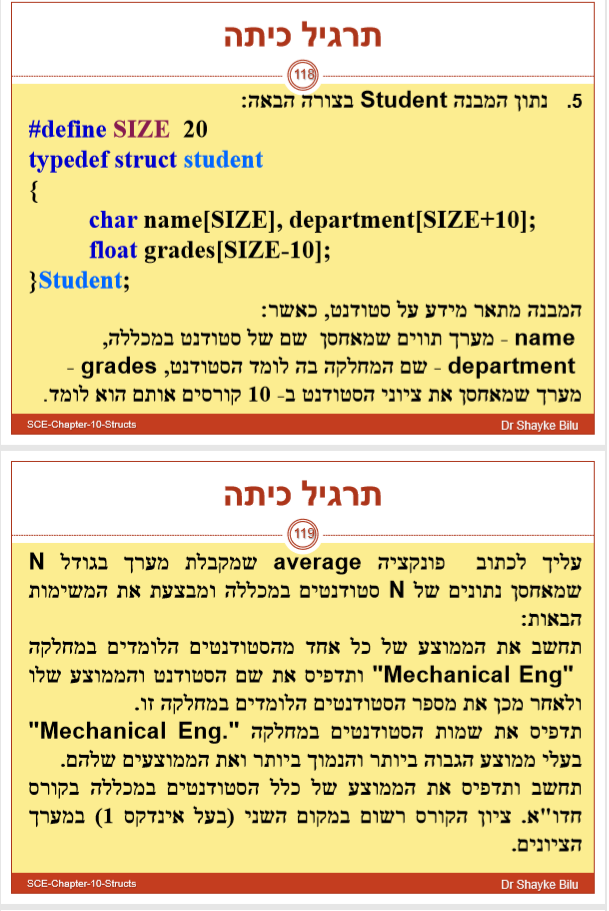 תרגיל כיתה
118
5. נתון המבנה Student בצורה הבאה:
#define SIZE 20
typedef struct student
{
char name[SIZE], department[SIZE+10];
float grades[SIZE-10];
}Student;
המבנה מתאר מידע על סטודנט, כאשר:
name - מערך תווים שמאחסן שם של סטודנט במכללה,
department - שם המחלקה בה לומד הסטודנט, grades -
מערך שמאחסן את ציוני הסטודנט ב- 10 קורסים אותם הוא לומד.
SCE-Chapter-10-Structs
Dr Shayke Bilu
תרגיל כיתה
119
עליך לכתוב פונקציה average שמקבלת מערך בגודל N
שמאחסן נתונים של N סטודנטים במכללה ומבצעת את המשימות
הבאות:
תחשב את הממוצע של כל אחד מהסטודנטים הלומדים במחלקה
"Mechanical Eng" ותדפיס את שם הסטודנט והממוצע שלו
ולאחר מכן את מספר הסטודנטים הלומדים במחלקה זו.
תדפיס את שמות הסטודנטים במחלקה "Mechanical Eng."
בעלי ממוצע הגבוה ביותר והנמוך ביותר ואת הממוצעים שלהם.
תחשב ותדפיס את הממוצע של כלל הסטודנטים במכללה בקורס
חדו"א. ציון הקורס רשום במקום השני (בעל אינדקס 1) במערך
הציונים.
SCE-Chapter-10-Structs
Dr Shayke Bilu